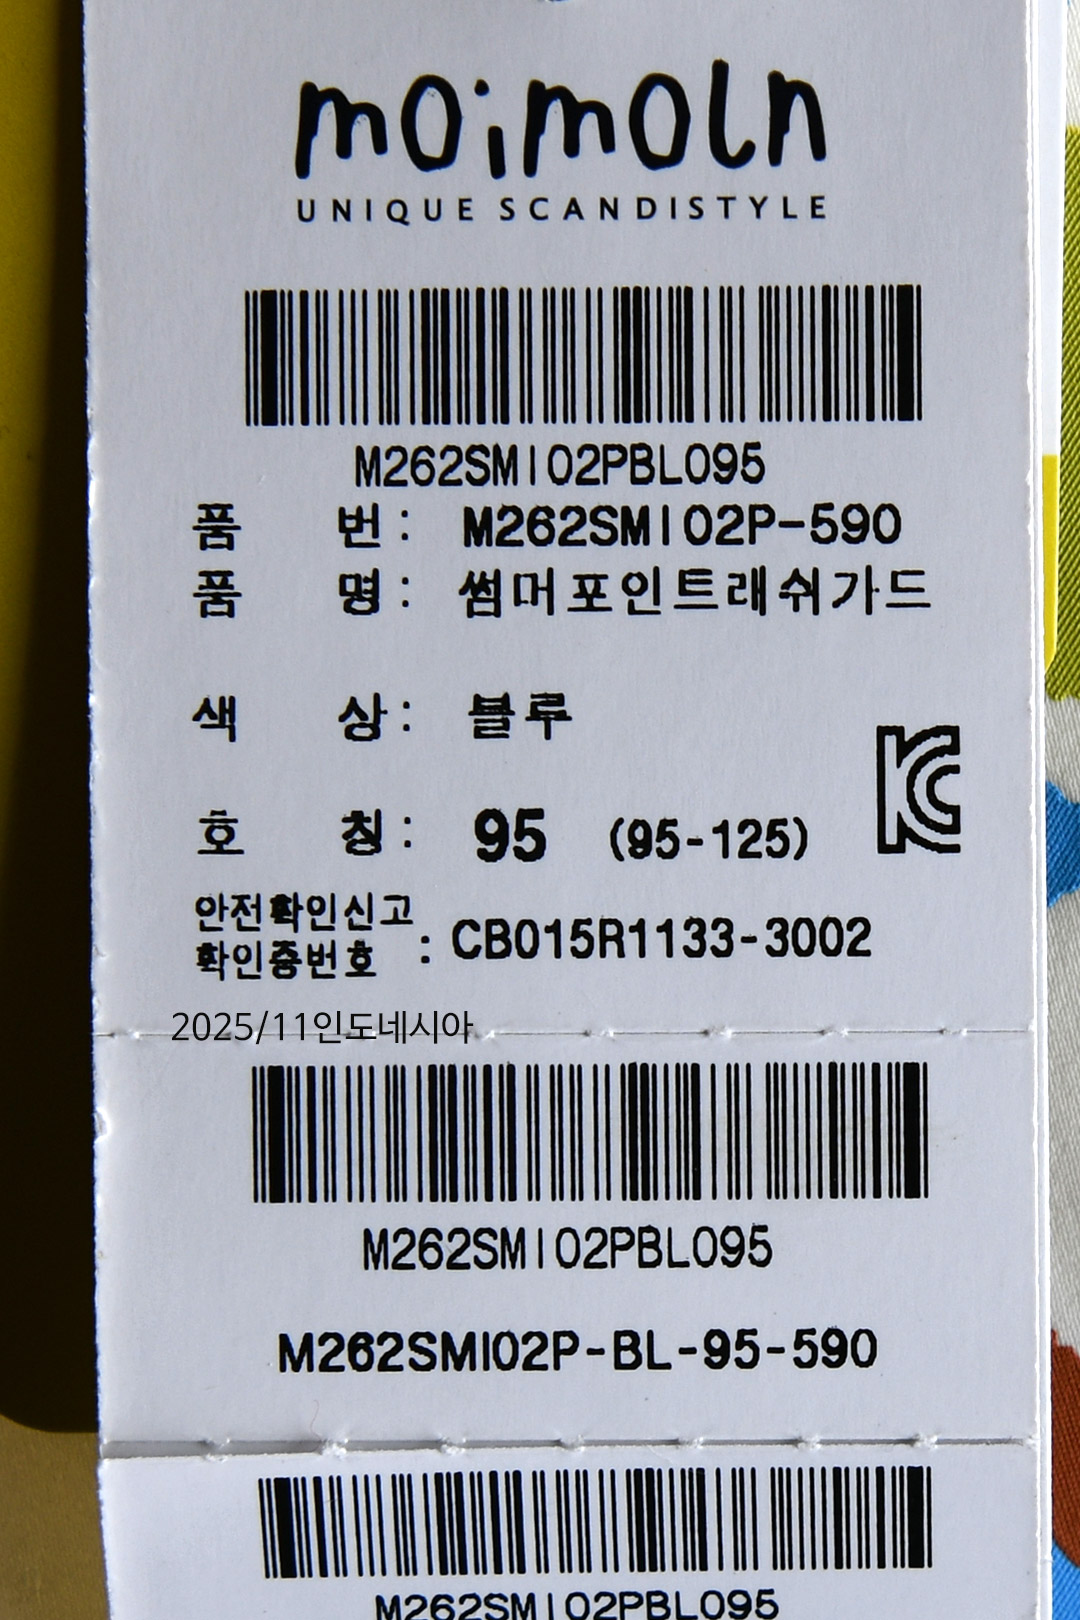 moimoln
UNIQUE SCANDISTYLE
M262SMI02PBL095
품 번 : M262SMI02P-590
품 명 : 썸머포인트래쉬가드
색 상 : 블루
호 칭 : 95 (95-125)
안전확인신고
확인증번호 : CB015R1133-3002
2025/11인도네시아
M262SMI02PBL095
M262SMI02P-BL-95-590
M262SMI02PBL095